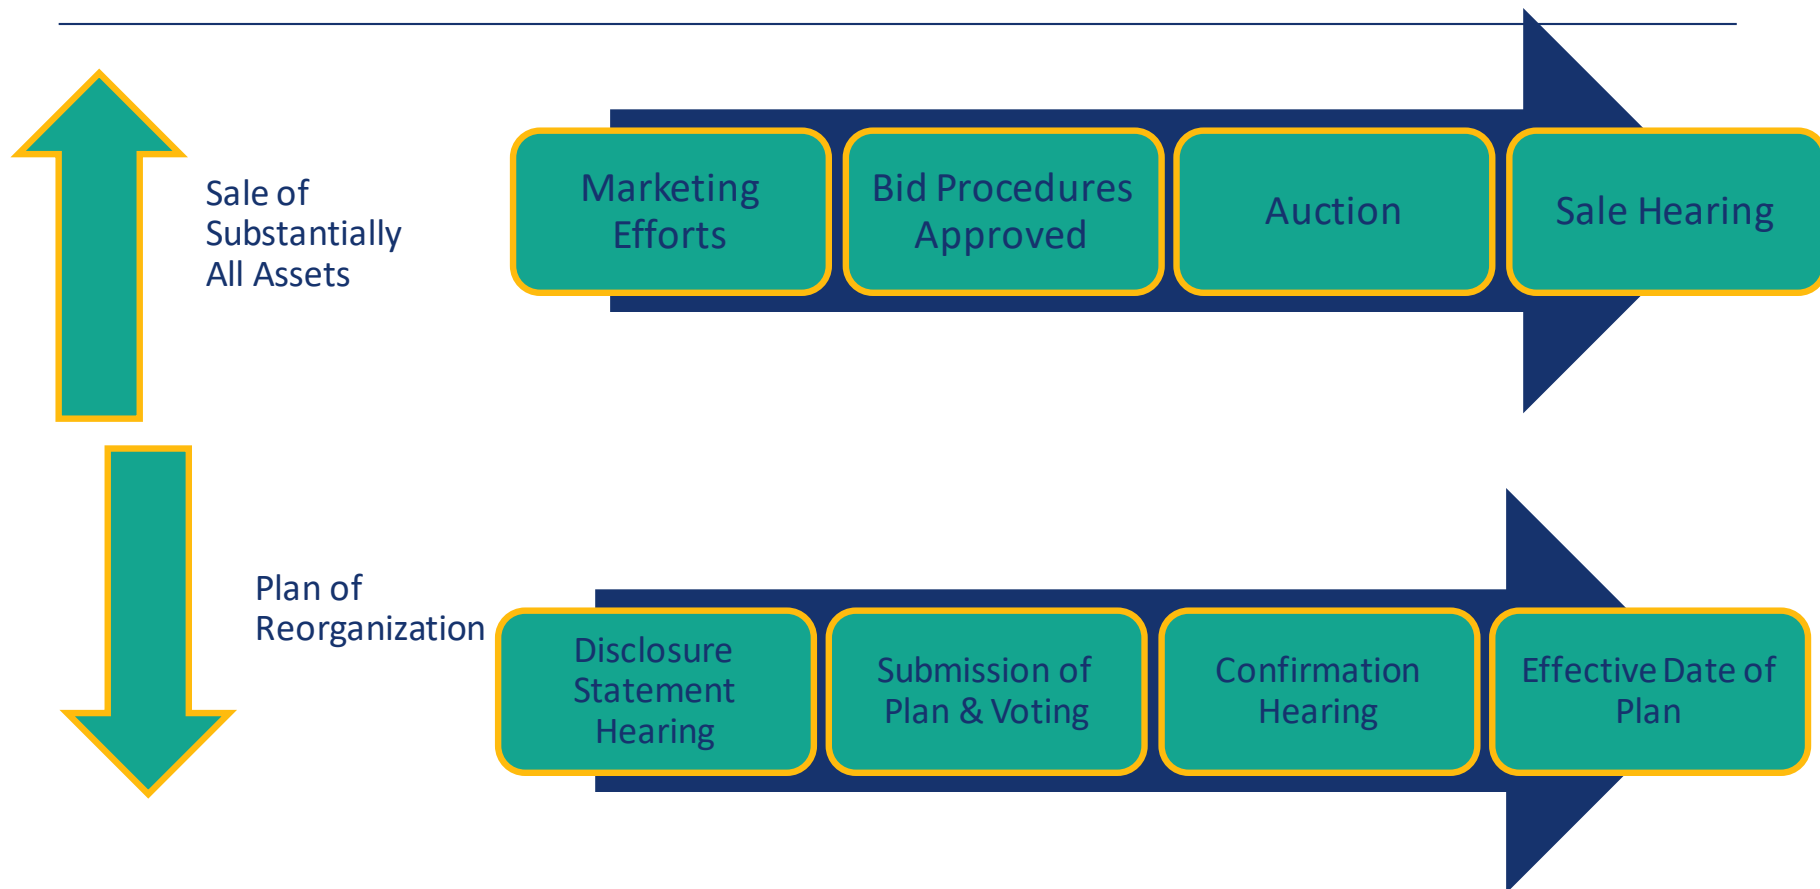 Sale of
Substantially
All Assets
Marketing
Efforts
Bid Procedures
Approved
Auction
Sale Hearing
Plan of
Reorganization
Disclosure
Statement
Hearing
Submission of
Plan & Voting
Confirmation
Hearing
Effective Date of
Plan